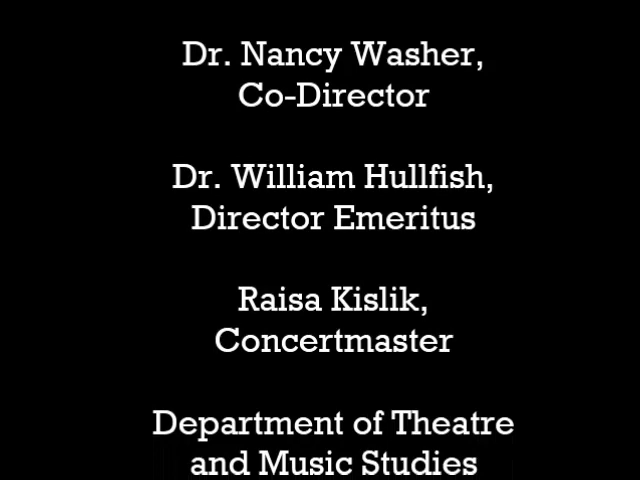 Dr. Nancy Washer,
Co-Director
Dr. William Hullfish,
Director Emeritus
Raisa Kislik,
Concertmaster
Department of Theatre
and Music Studies